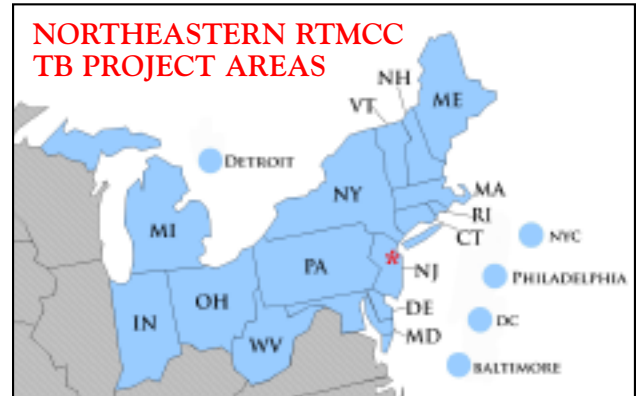 NORTHEASTERN RTMCC
TB PROJECT AREAS
NH
VT
ME
DETROIT
NY
MA
RI
CT
NYC
MI
PA
*
NJ
PHILADELPHIA
OH
IN
DE
DC
WV
MD
BALTIMORE